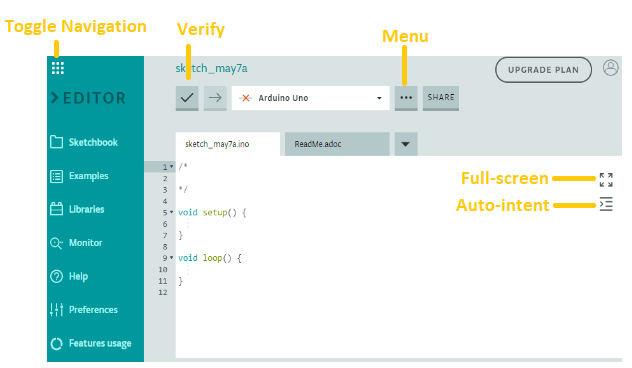 Toggle Navigation
Verify
Menu
sketch_may7a
UPGRADE PLAN
EDITOR
Arduino Uno
SHARE
sketch_may7a.ino
ReadMe.adoc
Sketchbook
Examples
Libraries
Monitor
Help
Preferences
Features usage
1 /*
2
3 */
4
5 void setup() {
6
7 }
8
9 void loop() {
10
11 }
12
Full-screen
Auto-intent